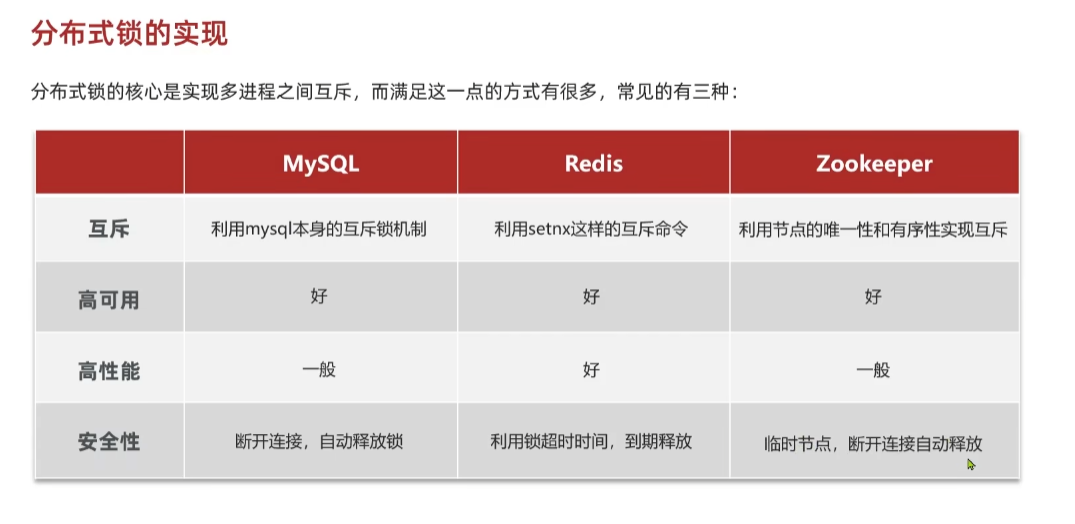 分布式锁的实现
分布式锁的核心是实现多进程之间互斥，而满足这一点的方式有很多，常见的有三种：
MySQL Redis Zookeeper
互斥 利用mysql本身的互斥锁机制 利用setnx这样的互斥命令 利用节点的唯一性和有序性实现互斥
高可用 好 好 好
高性能 一般 好 一般
安全性 断开连接，自动释放锁 利用锁超时时间，到期释放 临时节点，断开连接自动释放